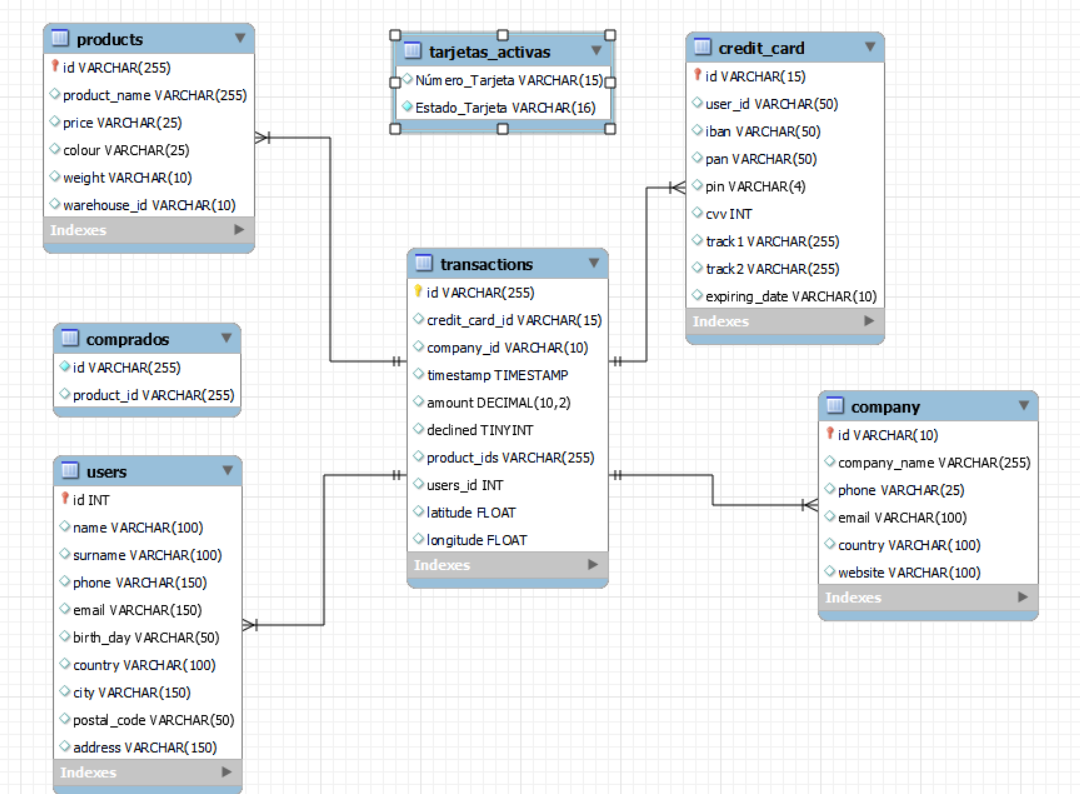 products
id VARCHAR(255)
product_name VARCHAR(255)
price VARCHAR(25)
colour VARCHAR(25)
weight VARCHAR(10)
warehouse_id VARCHAR(10)
Indexes
tarjetas_activas
Número_Tarjeta VARCHAR(15)
Estado_Tarjeta VARCHAR(16)
credit_card
id VARCHAR(15)
user_id VARCHAR(50)
iban VARCHAR(50)
pan VARCHAR(50)
pin VARCHAR(4)
cvv INT
track1 VARCHAR(255)
track2 VARCHAR(255)
expiring_date VARCHAR(10)
Indexes
transactions
id VARCHAR(255)
credit_card_id VARCHAR(15)
company_id VARCHAR(10)
timestamp TIMESTAMP
amount DECIMAL(10,2)
declined TINYINT
product_ids VARCHAR(255)
users_id INT
latitude FLOAT
longitude FLOAT
Indexes
comprados
id VARCHAR(255)
product_id VARCHAR(255)
users
id INT
name VARCHAR(100)
surname VARCHAR(100)
phone VARCHAR(150)
email VARCHAR(150)
birth_day VARCHAR(50)
country VARCHAR(100)
city VARCHAR(150)
postal_code VARCHAR(50)
address VARCHAR(150)
Indexes
company
id VARCHAR(10)
company_name VARCHAR(255)
phone VARCHAR(25)
email VARCHAR(100)
country VARCHAR(100)
website VARCHAR(100)
Indexes